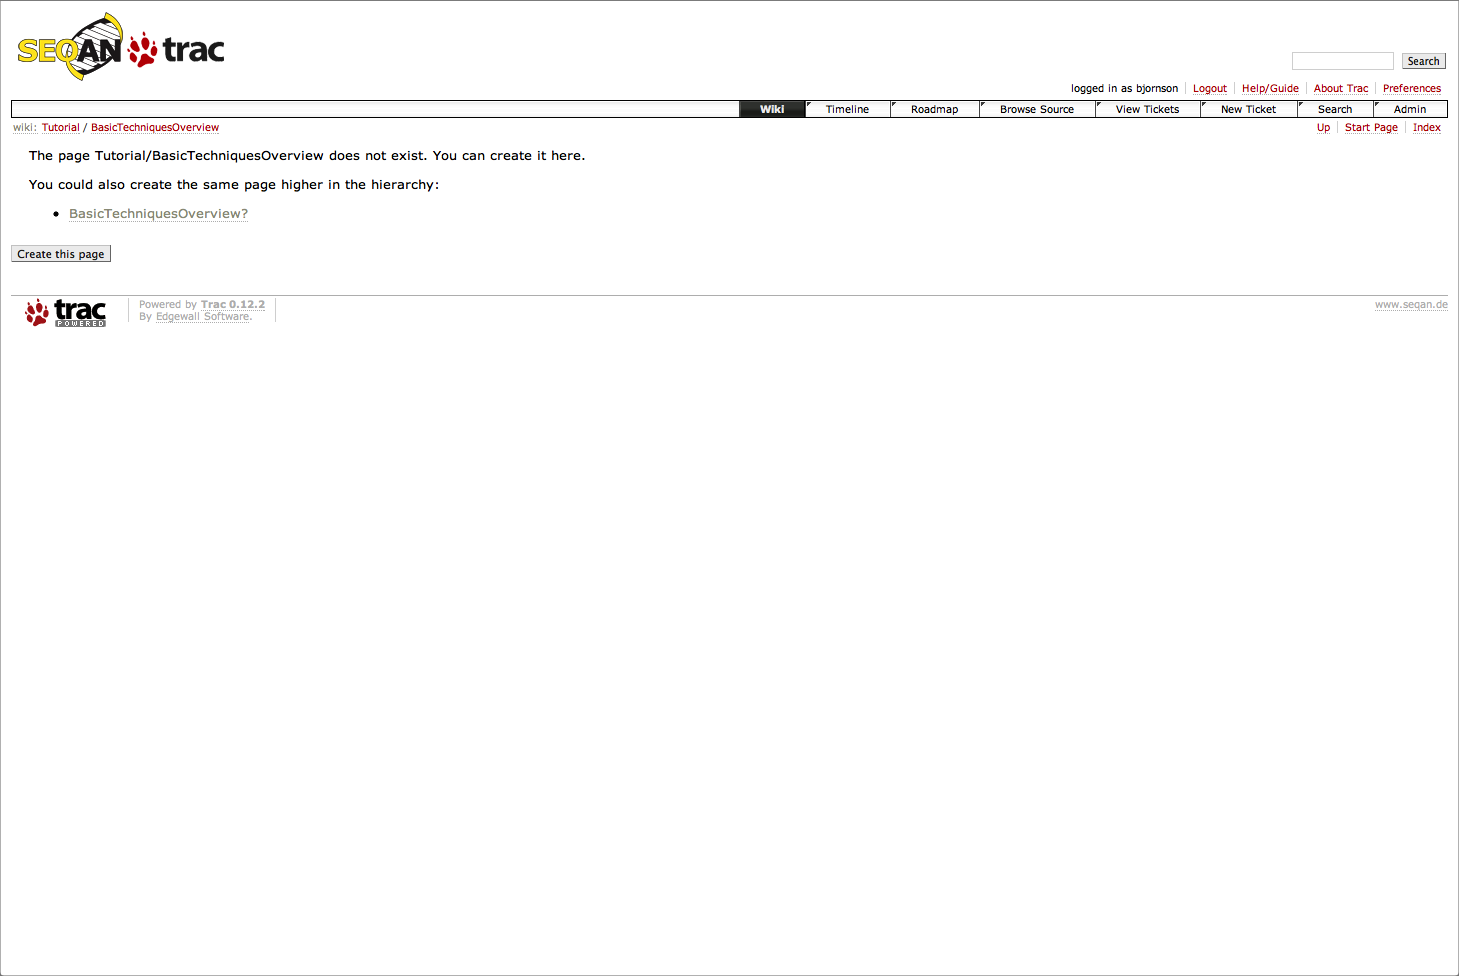 SEQAN trac
Search
logged in as bjornson Logout Help/Guide About Trac Preferences
Wiki Timeline Roadmap Browse Source View Tickets New Ticket Search Admin
wiki: Tutorial / BasicTechniquesOverview Up Start Page Index
The page Tutorial/BasicTechniquesOverview does not exist. You can create it here.
You could also create the same page higher in the hierarchy:
• BasicTechniquesOverview?
Create this page
trac POWERED
Powered by Trac 0.12.2
By Edgewall Software.
www.seqan.de